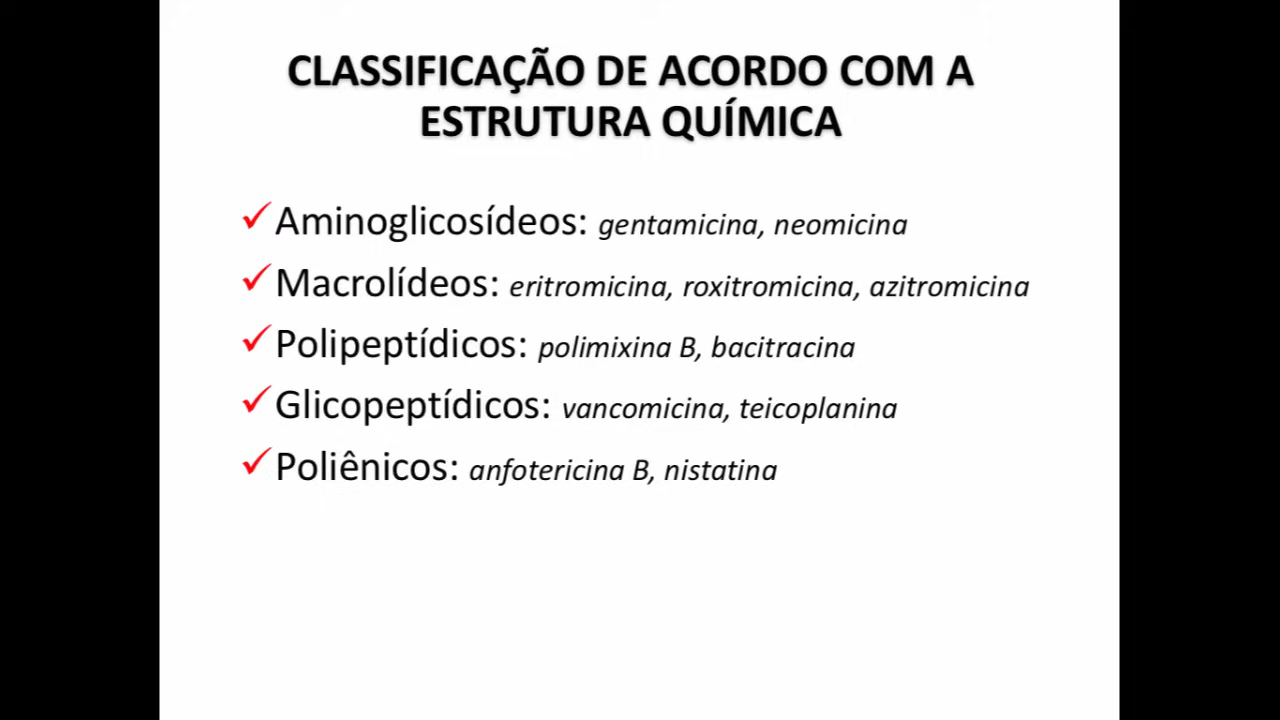 CLASSIFICAÇÃO DE ACORDO COM A
ESTRUTURA QUÍMICA
✓Aminoglicosídeos: gentamicina, neomicina
✓Macrolídeos: eritromicina, roxitromicina, azitromicina
✓Polipeptídicos: polimixina B, bacitracina
✓Glicopeptídicos: vancomicina, teicoplanina
✓Poliênicos: anfotericina B, nistatina